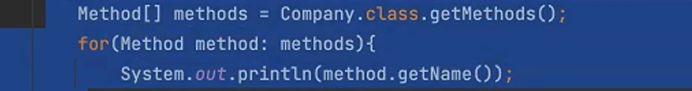 Method[] methods = Company.class.getMethods();
for(Method method: methods){
System.out.println(method.getName());